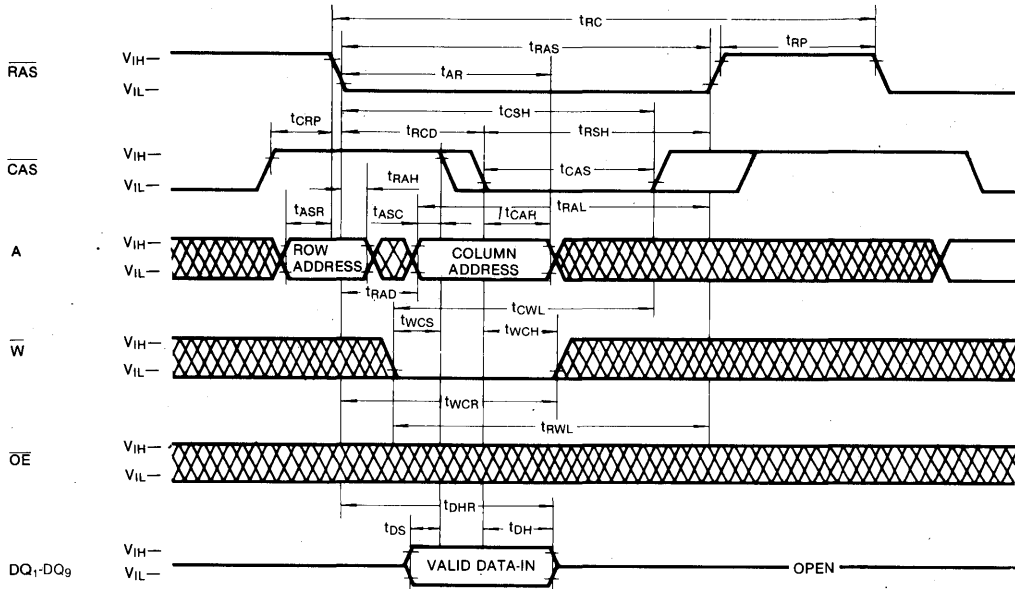 tRC
tRAS
tRP
RAS
VIH—
VIL—
tAR
tCSH
tCRP
tRCD
tRSH
CAS
VIH—
VIL—
tCAS
tRAH
tRAL
tASR
tASC
tCAH
A
VIH—
VIL—
ROW ADDRESS
COLUMN ADDRESS
tRAD
tCWL
tWCS
tWCH
W
VIH—
VIL—
tWCR
tRWL
OE
VIH—
VIL—
tDHR
tDS
tDH
DQ1-DQ9
VIH—
VIL—
VALID DATA-IN
OPEN